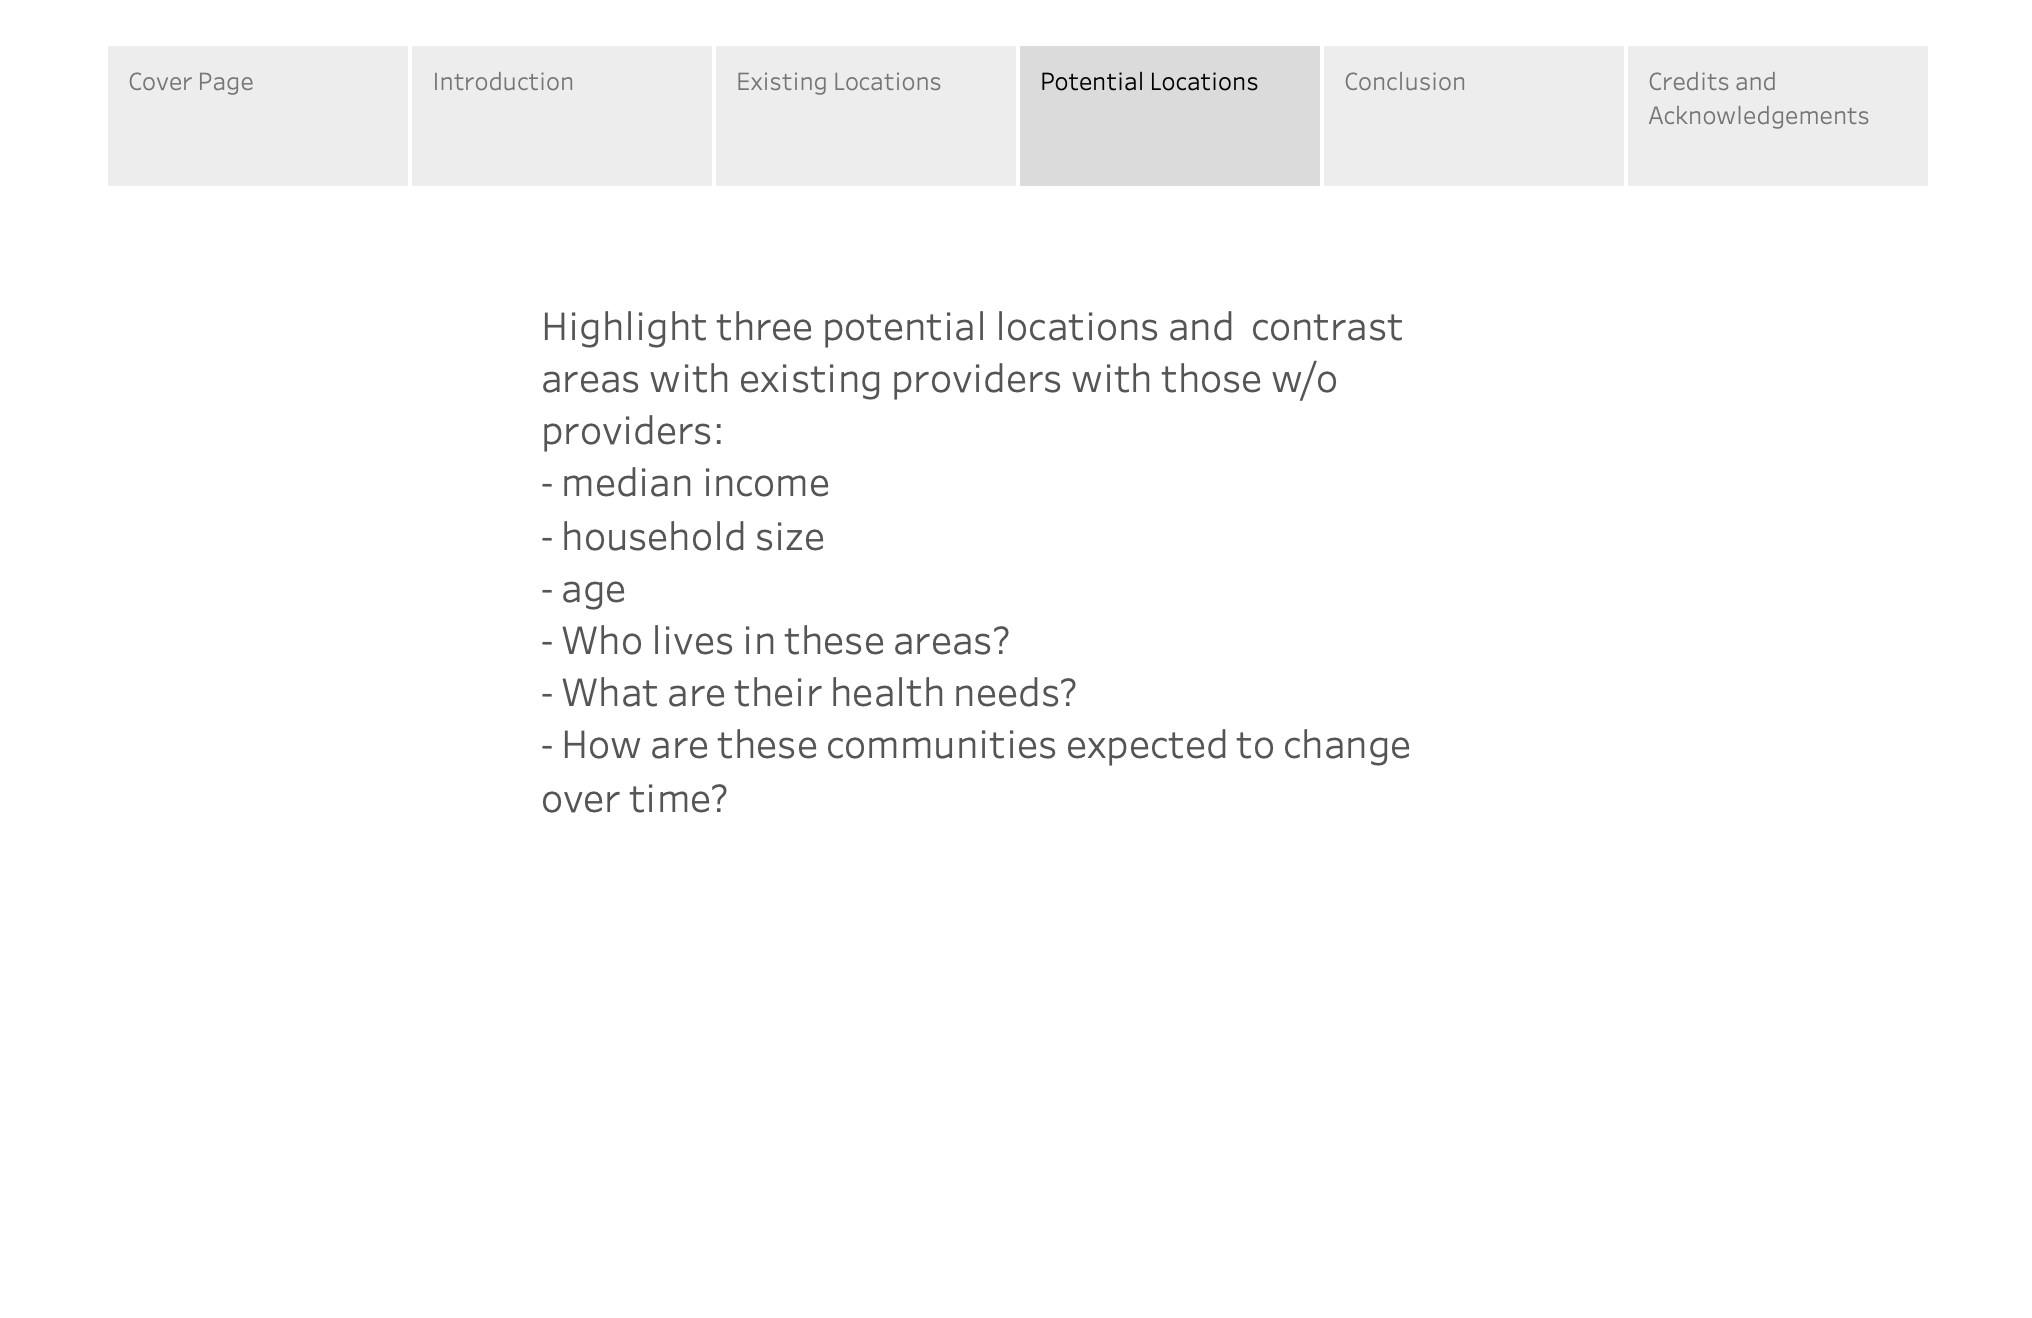 Cover Page
Introduction
Existing Locations
Potential Locations
Conclusion
Credits and
Acknowledgements
Highlight three potential locations and  contrast
areas with existing providers with those w/o
providers:
- median income
- household size
- age
- Who lives in these areas?
- What are their health needs?
- How are these communities expected to change
over time?